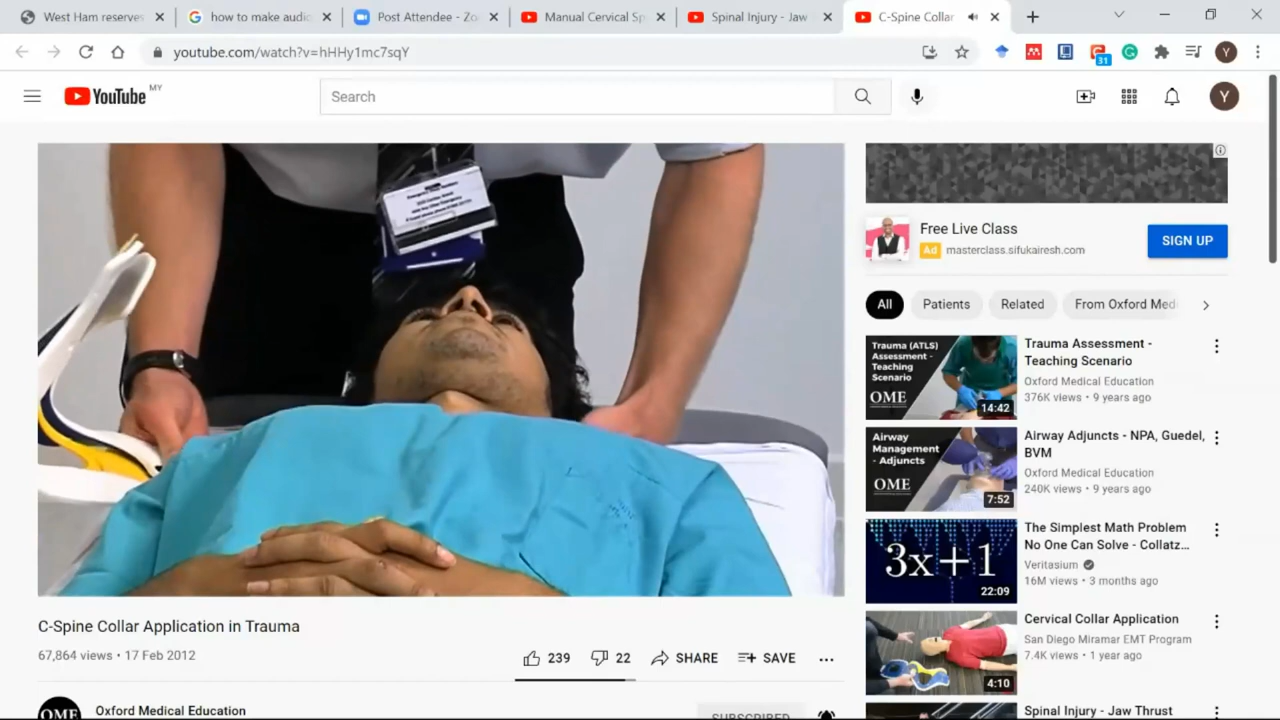 West Ham reserves
how to make audio
Post Attendee - Zo
Manual Cervical Sp
Spinal Injury - Jaw
C-Spine Collar
youtube.com/watch?v=hHHy1mc7sqY
31
Y
YouTube MY
Search
Y
Free Live Class
Ad masterclass.sifukairesh.com
SIGN UP
All
Patients
Related
From Oxford Med
Trauma (ATLS)
Assessment -
Teaching
Scenario
OME
14:42
Trauma Assessment -
Teaching Scenario
Oxford Medical Education
376K views • 9 years ago
Airway
Management
- Adjuncts
OME
7:52
Airway Adjuncts - NPA, Guedel,
BVM
Oxford Medical Education
240K views • 9 years ago
3x+1
22:09
The Simplest Math Problem
No One Can Solve - Collatz...
Veritasium
16M views • 3 months ago
4:10
Cervical Collar Application
San Diego Miramar EMT Program
7.4K views • 1 year ago
Spinal Injury - Jaw Thrust
C-Spine Collar Application in Trauma
67,864 views • 17 Feb 2012
239
22
SHARE
SAVE
OME
Oxford Medical Education
SUBSCRIBED